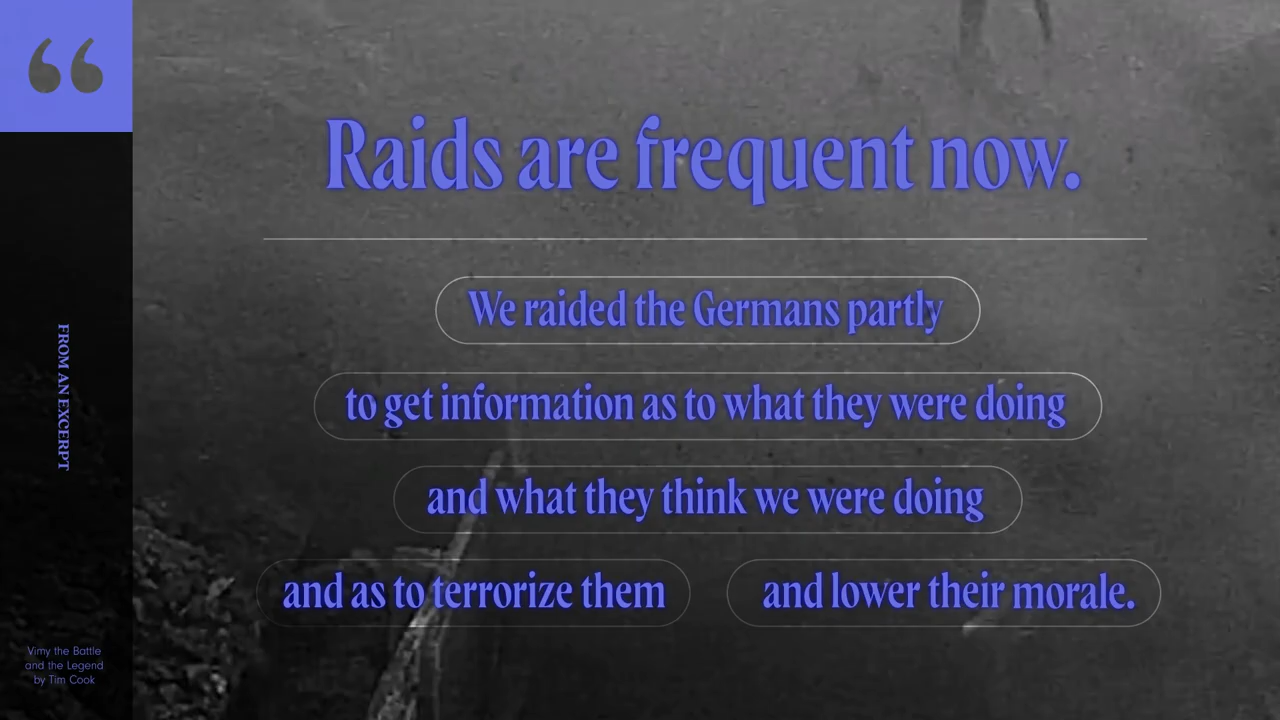 “
Raids are frequent now.
We raided the Germans partly
to get information as to what they were doing
and what they think we were doing
and as to terrorize them
and lower their morale.
FROM AN EXCERPT
Vimy the Battle
and the Legend
by Tim Cook